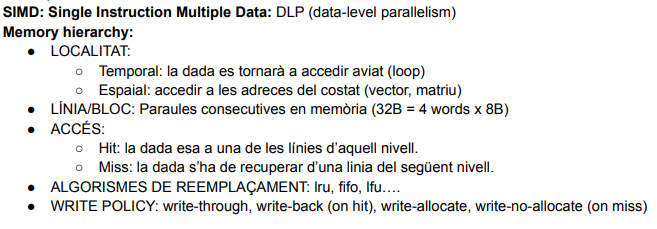 SIMD: Single Instruction Multiple Data: DLP (data-level parallelism)
Memory hierarchy:
● LOCALITAT:
○ Temporal: la dada es tornarà a accedir aviat (loop)
○ Espaial: accedir a les adreces del costat (vector, matriu)
● LÍNIA/BLOC: Paraules consecutives en memòria (32B = 4 words x 8B)
● ACCÉS:
○ Hit: la dada esa a una de les línies d'aquell nivell.
○ Miss: la dada s'ha de recuperar d'una linia del següent nivell.
● ALGORISMES DE REEMPLAÇAMENT: lru, fifo, lfu….
● WRITE POLICY: write-through, write-back (on hit), write-allocate, write-no-allocate (on miss)